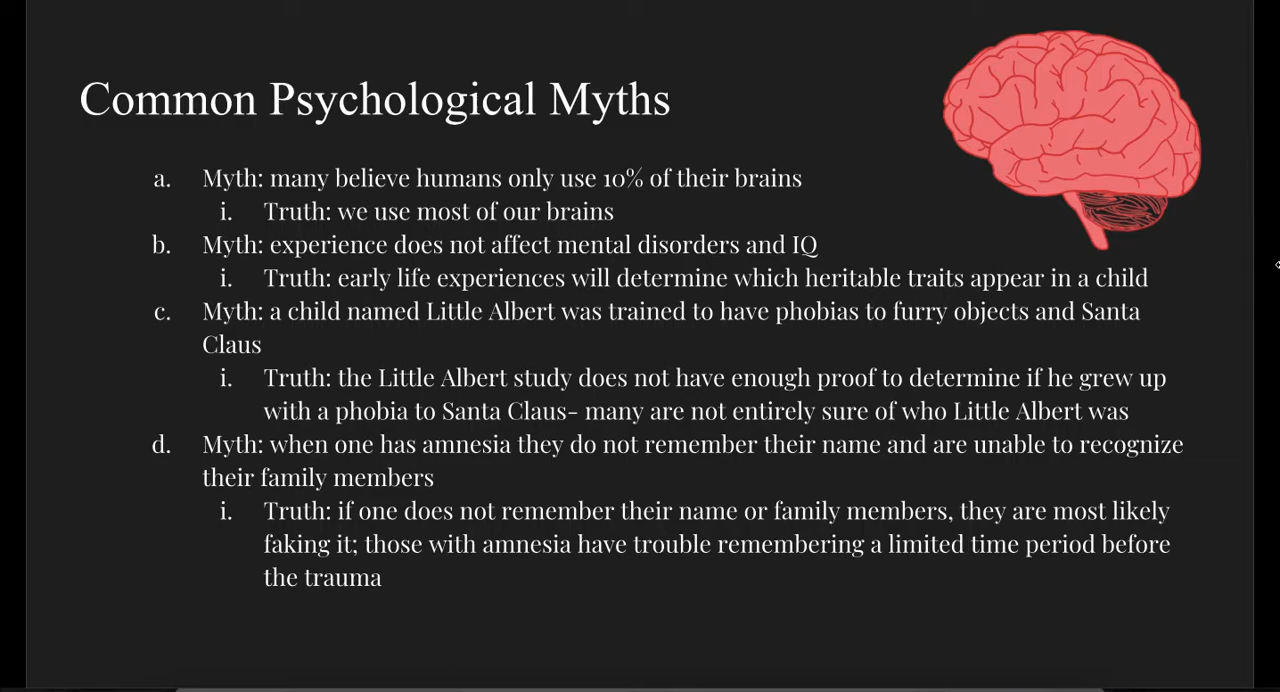 Common Psychological Myths
a. Myth: many believe humans only use 10% of their brains
i. Truth: we use most of our brains
b. Myth: experience does not affect mental disorders and IQ
i. Truth: early life experiences will determine which heritable traits appear in a child
c. Myth: a child named Little Albert was trained to have phobias to furry objects and Santa
Claus
i. Truth: the Little Albert study does not have enough proof to determine if he grew up
with a phobia to Santa Claus- many are not entirely sure of who Little Albert was
d. Myth: when one has amnesia they do not remember their name and are unable to recognize
their family members
i. Truth: if one does not remember their name or family members, they are most likely
faking it; those with amnesia have trouble remembering a limited time period before
the trauma